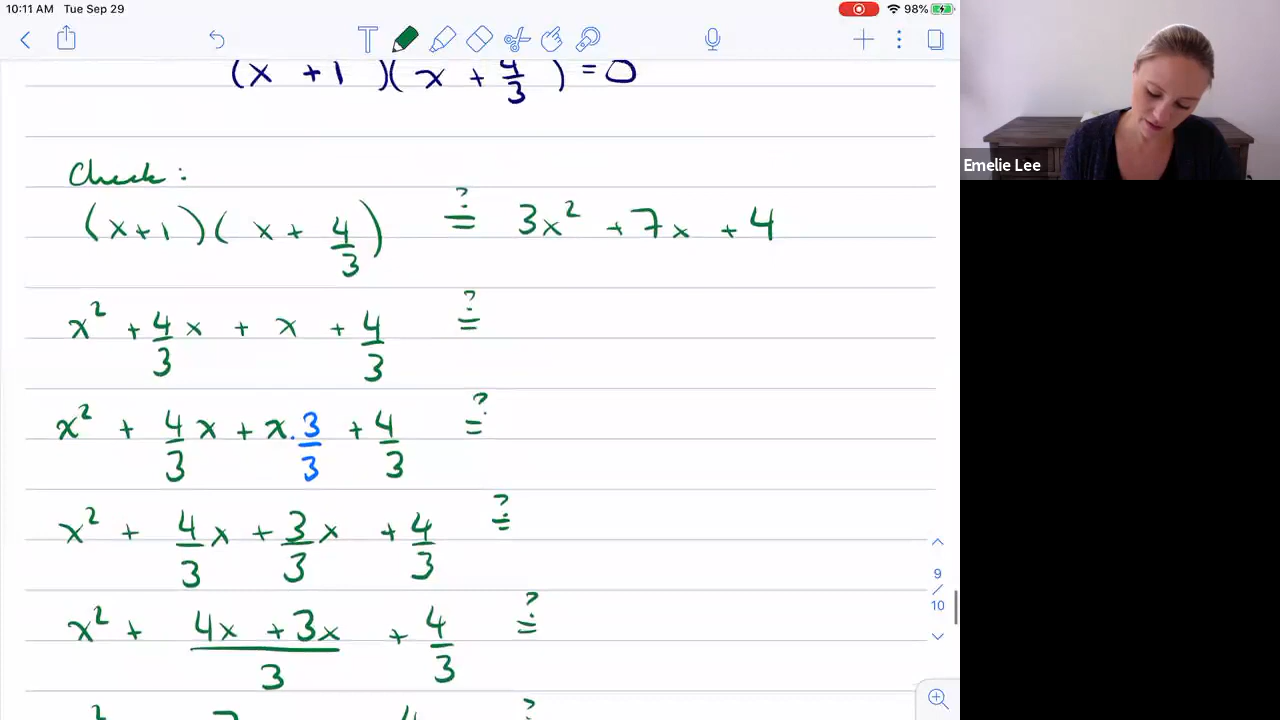 10:11 AM Tue Sep 29
98%
(x + 1)(x + 4/3) = 0
Check:
(x+1)(x + 4/3) ≟ 3x² + 7x + 4
x² + 4/3 x + x + 4/3 ≟
x² + 4/3 x + x · 3/3 + 4/3 ≟
x² + 4/3 x + 3/3 x + 4/3 ≟
x² + (4x + 3x)/3 + 4/3 ≟
9
/
10
Emelie Lee